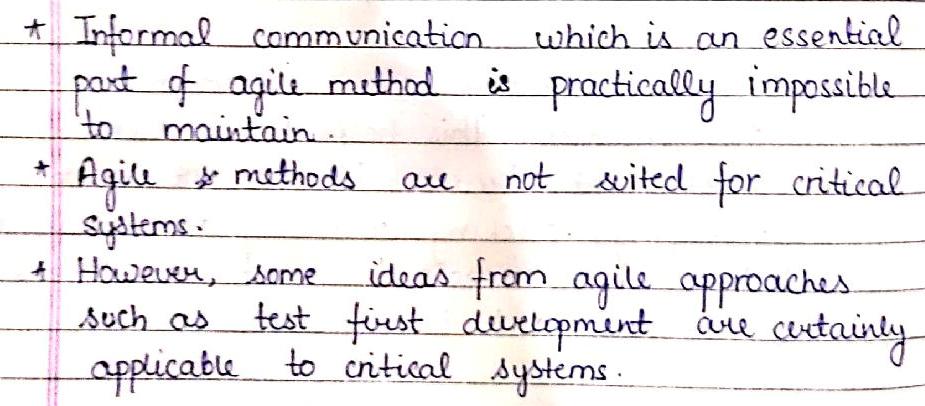 * Informal communication which is an essential
part of agile method is practically impossible
to maintain.
* Agile methods are not suited for critical
systems.
* However, some ideas from agile approaches
such as test first development are certainly
applicable to critical systems.